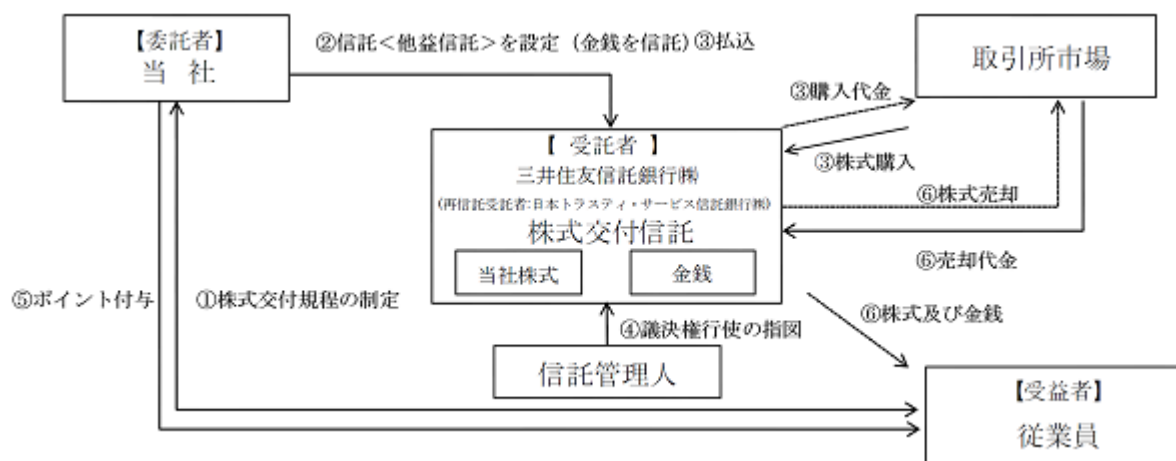 【委託者】
当 社
②信託<他益信託>を設定(金銭を信託)③払込
取引所市場
③購入代金
【 受託者 】
三井住友信託銀行㈱
(再信託受託者:日本トラスティ・サービス信託銀行㈱)
株式交付信託
当社株式
金銭
③株式購入
⑥株式売却
⑥売却代金
⑤ポイント付与
①株式交付規程の制定
④議決権行使の指図
⑥株式及び金銭
信託管理人
【受益者】
従業員